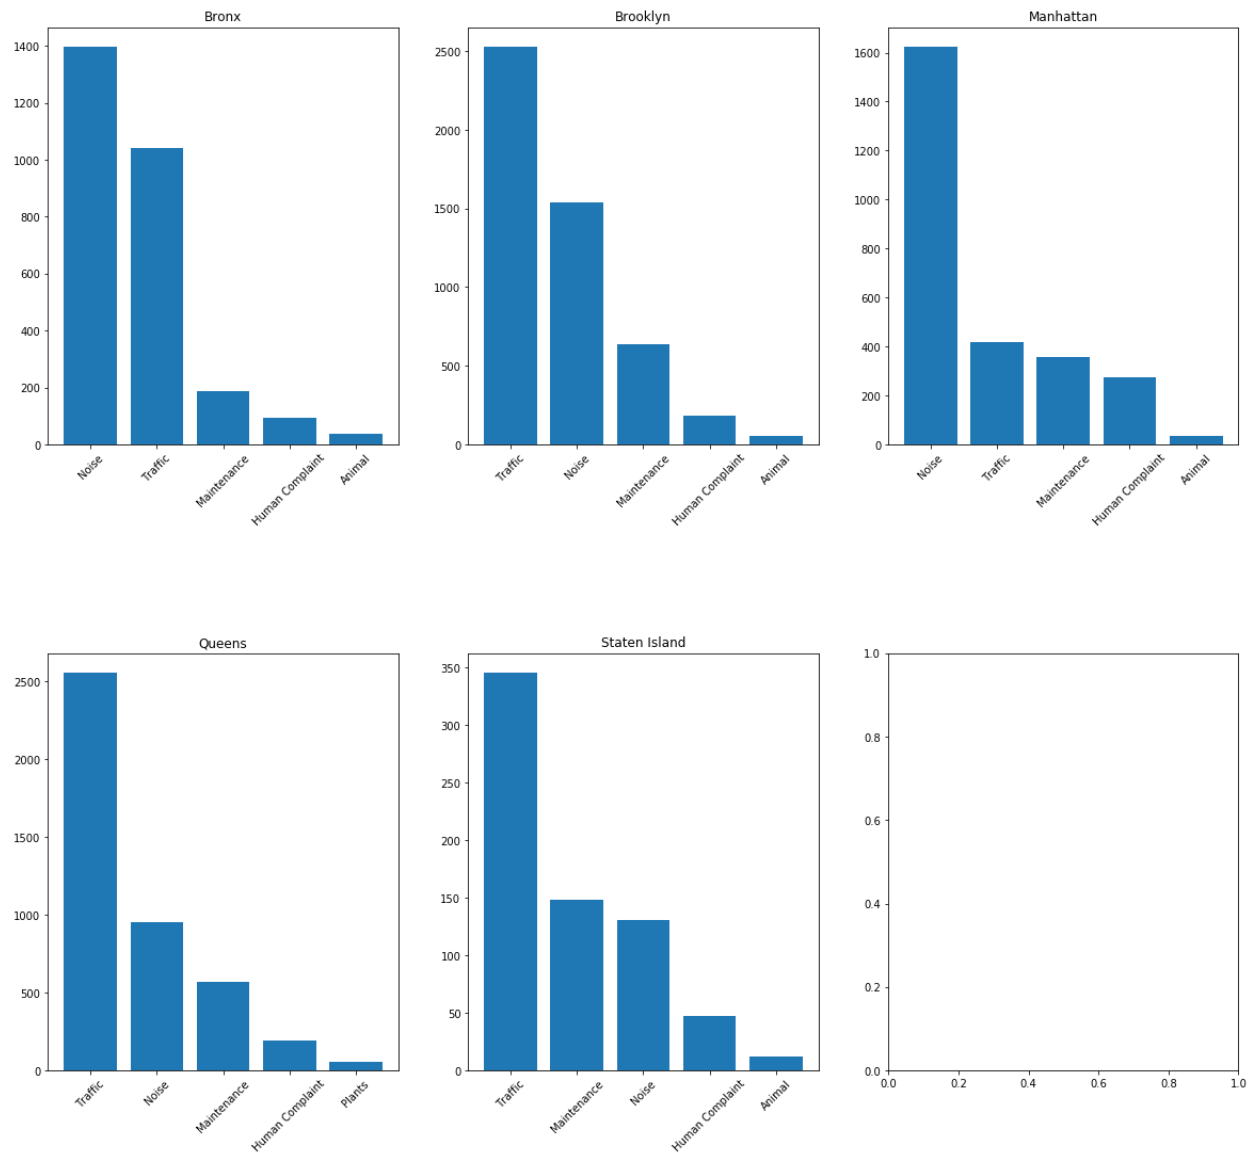 Bronx
1400
1200
1000
800
600
400
200
0
Noise
Traffic
Maintenance
Human Complaint
Animal
Brooklyn
2500
2000
1500
1000
500
0
Traffic
Noise
Maintenance
Human Complaint
Animal
Manhattan
1600
1400
1200
1000
800
600
400
200
0
Noise
Traffic
Maintenance
Human Complaint
Animal
Queens
2500
2000
1500
1000
500
0
Traffic
Noise
Maintenance
Human Complaint
Plants
Staten Island
350
300
250
200
150
100
50
0
Traffic
Maintenance
Noise
Human Complaint
Animal
1.0
0.8
0.6
0.4
0.2
0.0
0.0 0.2 0.4 0.6 0.8 1.0